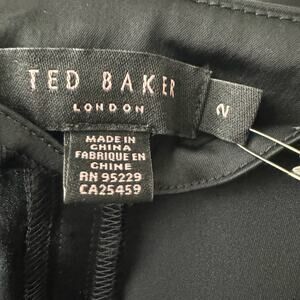 TED BAKER
LONDON
2
MADE IN
CHINA
FABRIQUE EN
CHINE
RN 95229
CA25459